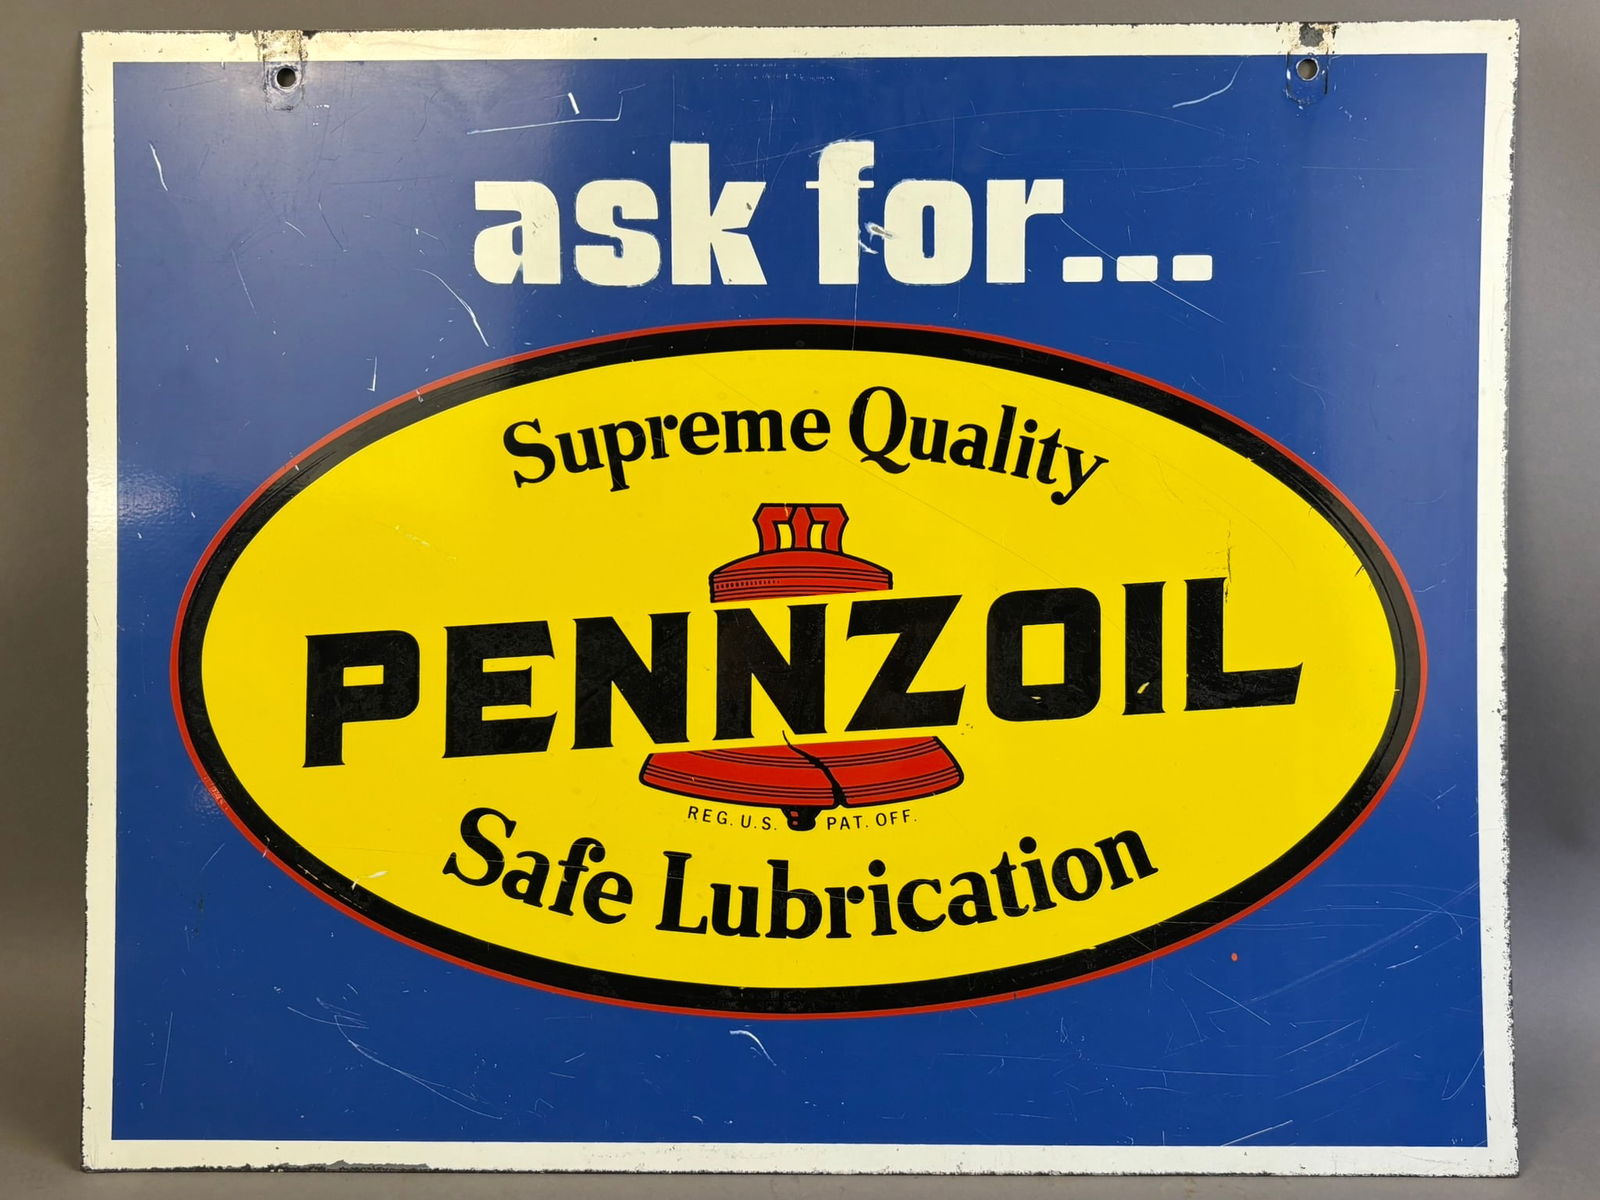 ask for...
Supreme Quality
PENNZOIL
REG. U.S. PAT. OFF.
Safe Lubrication